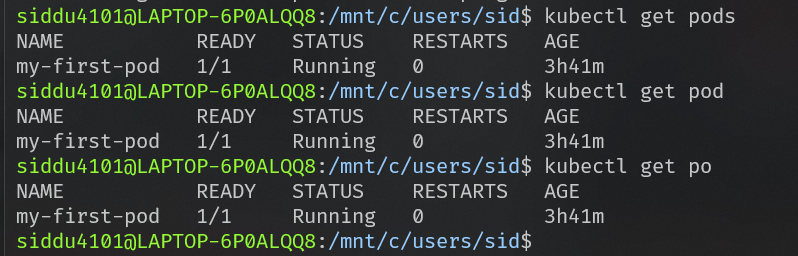 siddu4101@LAPTOP-6P0ALQQ8:/mnt/c/users/sid$ kubectl get pods
NAME READY STATUS RESTARTS AGE
my-first-pod 1/1 Running 0 3h41m
siddu4101@LAPTOP-6P0ALQQ8:/mnt/c/users/sid$ kubectl get pod
NAME READY STATUS RESTARTS AGE
my-first-pod 1/1 Running 0 3h41m
siddu4101@LAPTOP-6P0ALQQ8:/mnt/c/users/sid$ kubectl get po
NAME READY STATUS RESTARTS AGE
my-first-pod 1/1 Running 0 3h41m
siddu4101@LAPTOP-6P0ALQQ8:/mnt/c/users/sid$